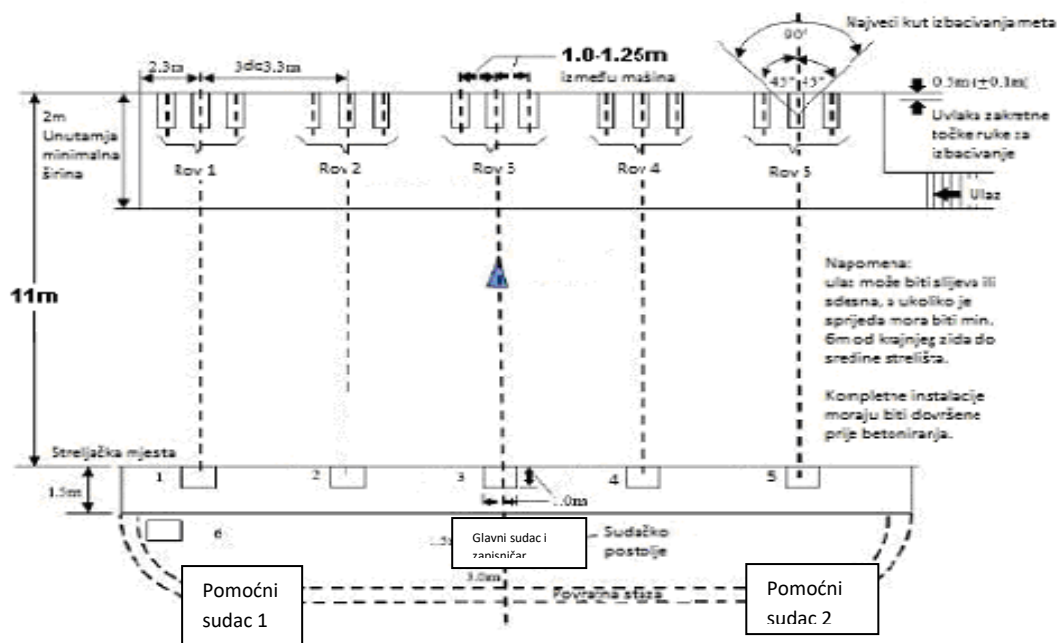 Najveći kut izbacivanja meta
90°
1.0-1.25m
između mašina
2.3m
3do3.3m
45°
45°
0.5m (±0.1m)
2m
Unutarnja
minimalna
širina
Uvlaka zakretne
točke ruke za
izbacivanje
Rov 1
Rov 2
Rov 3
Rov 4
Rov 5
Ulaz
11m
Napomena:
ulaz može biti slijeva ili
sdesna, a ukoliko je
sprijeda mora biti min.
6m od krajnjeg zida do
sredine strelišta.
Kompletne instalacije
moraju biti dovršene
prije betoniranja.
Streljačka mjesta
1
2
3
4
5
1.5m
6
Glavni sudac i
zapisničar
Sudačko
postolje
3.0m
Povratna staza
Pomoćni
sudac 1
Pomoćni
sudac 2